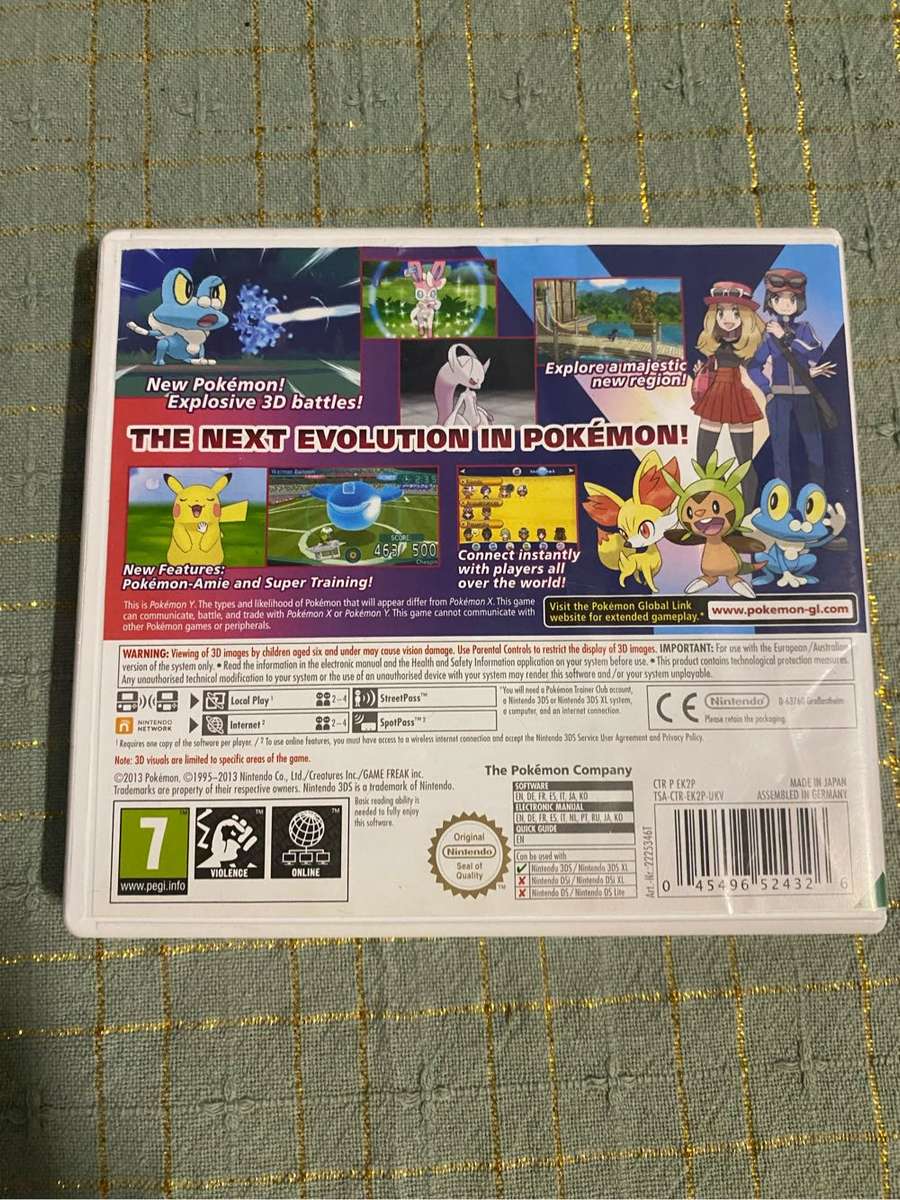 New Pokémon!
Explosive 3D battles!
Explore a majestic
new region!
THE NEXT EVOLUTION IN POKÉMON!
SCORE
463/500
Chespin
New Features:
Pokémon-Amie and Super Training!
Connect instantly
with players all
over the world!
This is Pokémon Y. The types and likelihood of Pokémon that will appear differ from Pokémon X. This game
can communicate, battle, and trade with Pokémon X or Pokémon Y. This game cannot communicate with
other Pokémon games or peripherals.
Visit the Pokémon Global Link
website for extended gameplay.*
www.pokemon-gl.com
WARNING: Viewing of 3D images by children aged six and under may cause vision damage. Use Parental Controls to restrict the display of 3D images. IMPORTANT: For use with the European/Australian
version of the system only. • Read the information in the electronic manual and the Health and Safety Information application on your system before use. • This product contains technological protection measures.
Any unauthorised technical modification to your system or the use of an unauthorised device with your system may render this software and/or your system unplayable.
Local Play¹
2-4
StreetPass™
NINTENDO
NETWORK
Internet²
2-4
SpotPass™²
*You will need a Pokémon Trainer Club account,
a Nintendo 3DS or Nintendo 3DS XL system,
a computer, and an internet connection.
CE
Nintendo
D-63760 Großostheim
Please retain the packaging.
¹ Requires one copy of the software per player. / ² To use online features, you must have access to a wireless internet connection and accept the Nintendo 3DS Service User Agreement and Privacy Policy.
Note: 3D visuals are limited to specific areas of the game.
©2013 Pokémon. ©1995–2013 Nintendo Co., Ltd./Creatures Inc./GAME FREAK inc.
Trademarks are property of their respective owners. Nintendo 3DS is a trademark of Nintendo.
The Pokémon Company
7
www.pegi.info
VIOLENCE
ONLINE
Basic reading ability is
needed to fully enjoy
this software.
Original
Nintendo
Seal of
Quality
TM
SOFTWARE
EN, DE, FR, ES, IT, JA, KO
ELECTRONIC MANUAL
EN, DE, FR, ES, IT, NL, PT, RU, JA, KO
QUICK GUIDE
EN
Can be used with
Nintendo 3DS/Nintendo 3DS XL
Nintendo DSi/Nintendo DSi XL
Nintendo DS/Nintendo DS Lite
CTR P EK2P
TSA-CTR-EK2P-UKV
MADE IN JAPAN
ASSEMBLED IN GERMANY
Art.-Nr.: 2225346T
0 45496 52432 6